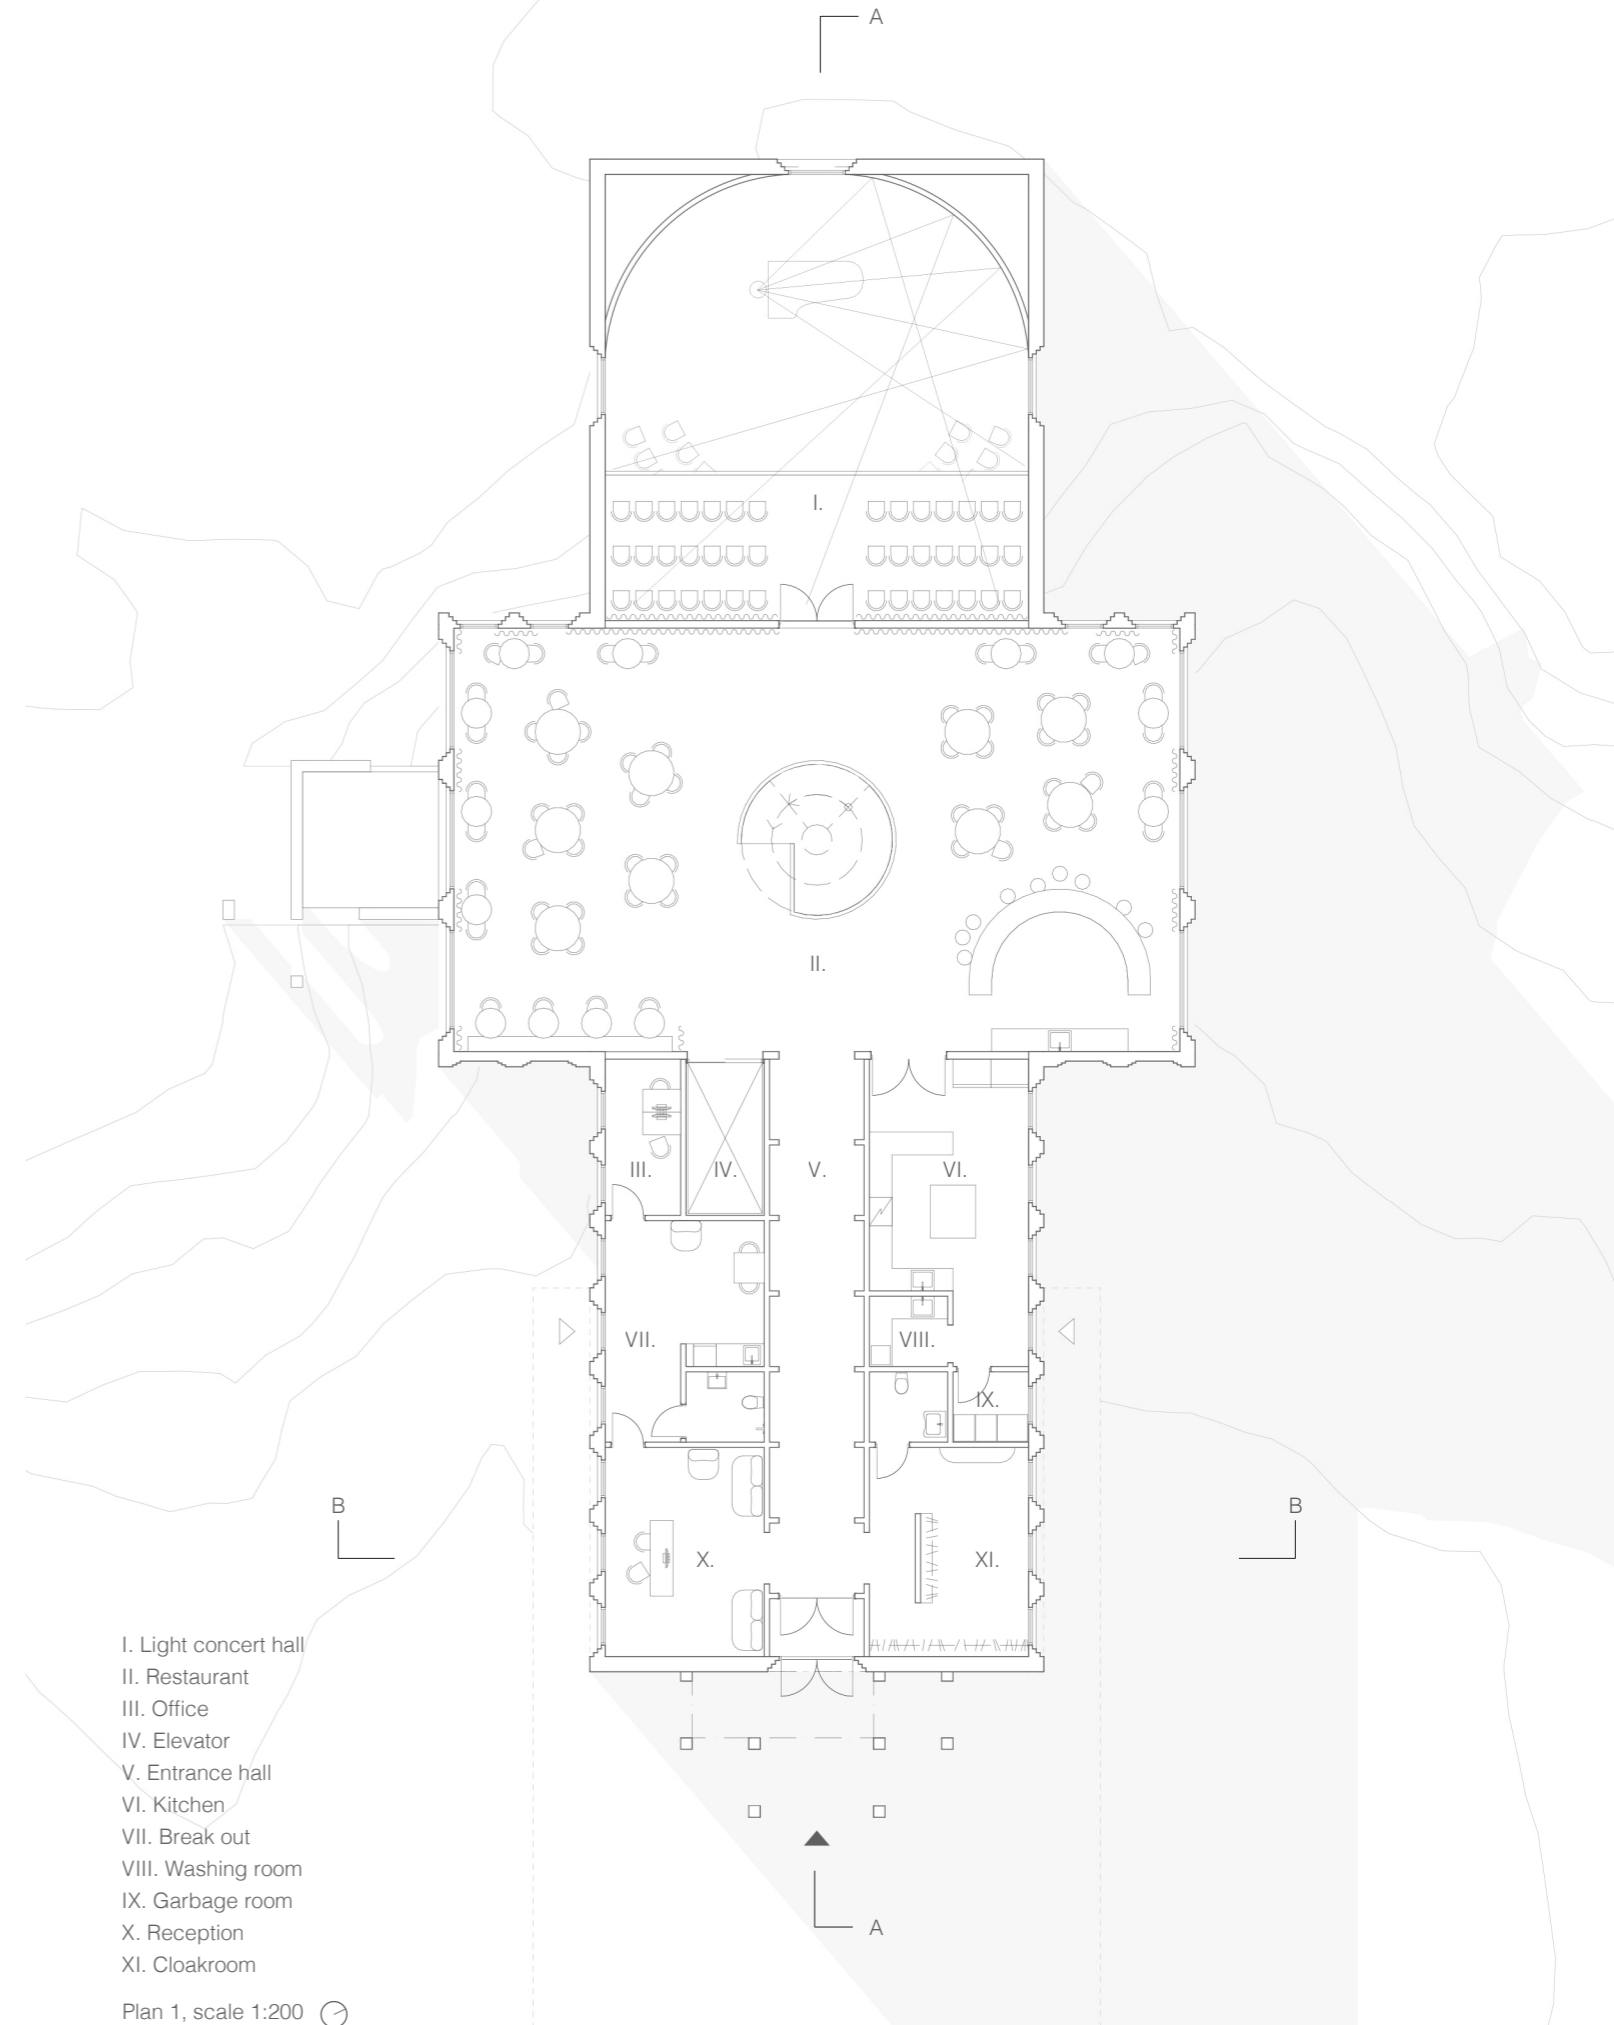 A
I.
II.
III.
IV.
V.
VI.
VII.
VIII.
IX.
B
B
X.
XI.
I. Light concert hall
II. Restaurant
III. Office
IV. Elevator
V. Entrance hall
VI. Kitchen
VII. Break out
VIII. Washing room
IX. Garbage room
X. Reception
XI. Cloakroom
A
Plan 1, scale 1:200